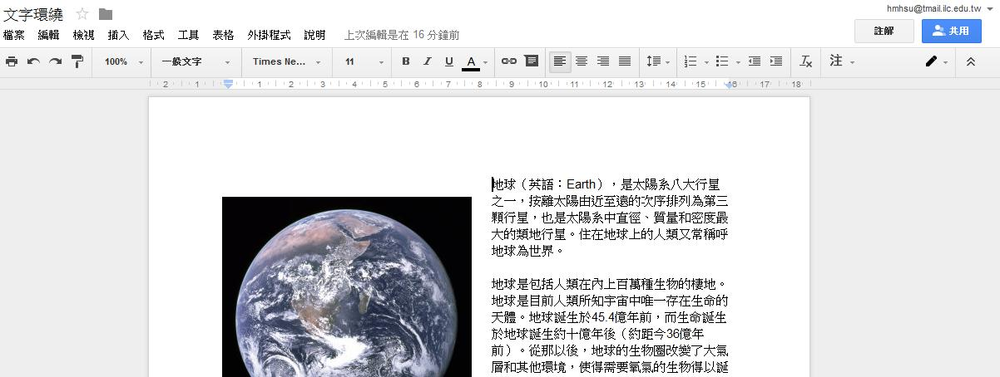 hmhsu@tmail.ilc.edu.tw
文字環繞
檔案 編輯 檢視 插入 格式 工具 表格 外掛程式 說明 上次編輯是在 16 分鐘前
註解 共用
100% 一般文字 Times Ne... 11 B I U A 注
2 1 1 2 3 4 5 6 7 8 9 10 11 12 13 14 15 16 17 18
地球（英語：Earth），是太陽系八大行星
之一，按離太陽由近至遠的次序排列為第三
顆行星，也是太陽系中直徑、質量和密度最
大的類地行星。住在地球上的人類又常稱呼
地球為世界。
地球是包括人類在內上百萬種生物的棲地。
地球是目前人類所知宇宙中唯一存在生命的
天體。地球誕生於45.4億年前，而生命誕生
於地球誕生約十億年後（約距今36億年
前）。從那以後，地球的生物圈改變了大氣
層和其他環境，使得需要氧氣的生物得以誕